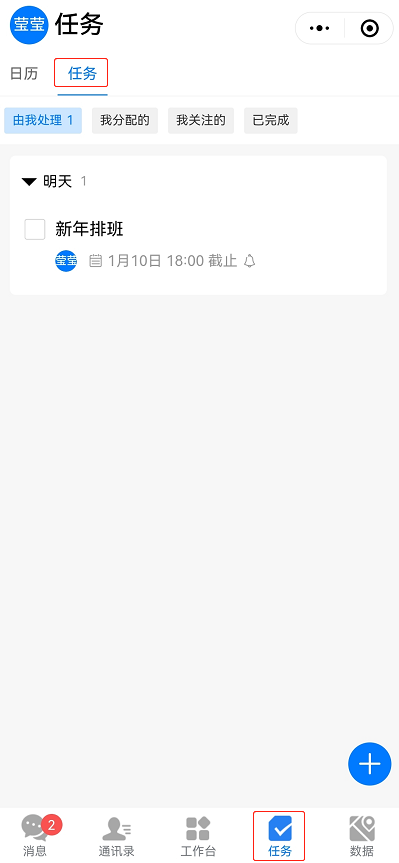 莹莹 任务
日历 任务
由我处理 1 我分配的 我关注的 已完成
明天 1
新年排班
莹莹 1月10日 18:00 截止
2
消息 通讯录 工作台 任务 数据